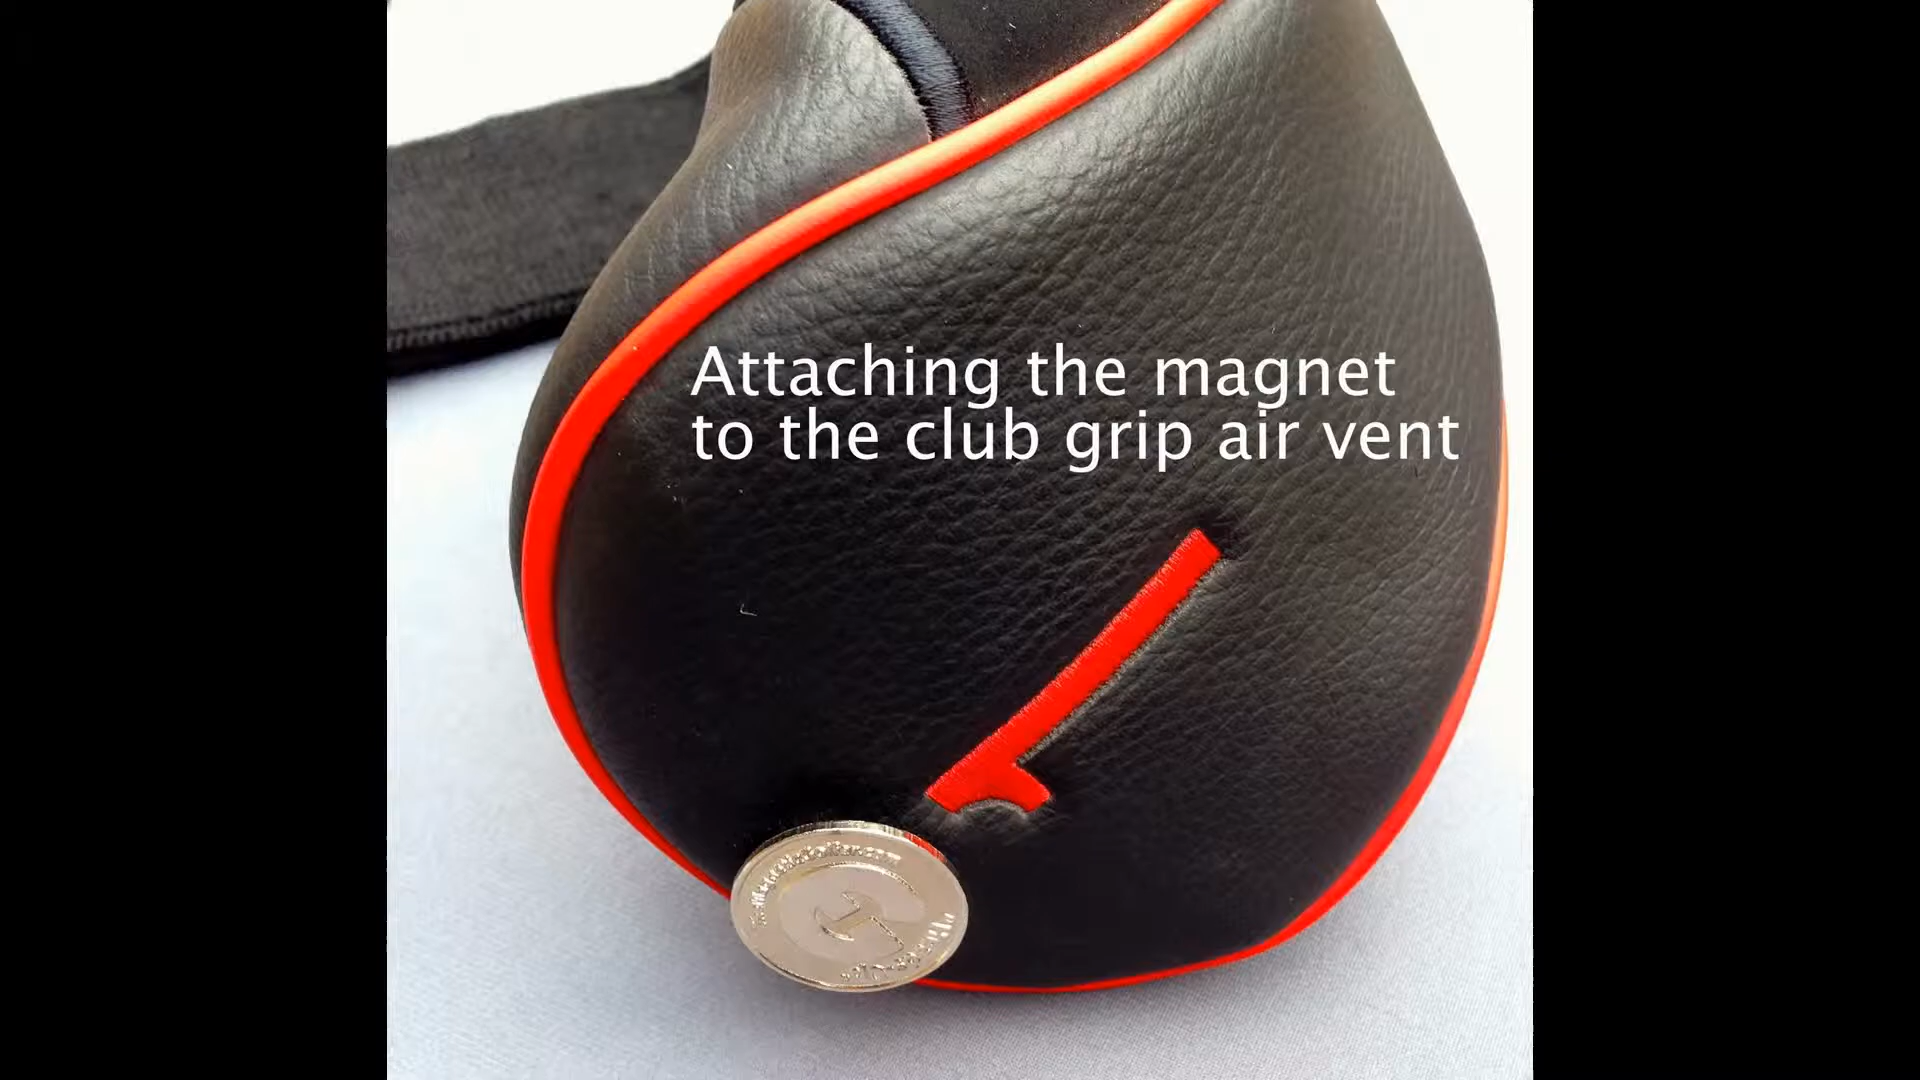 Attaching the magnet
to the club grip air vent